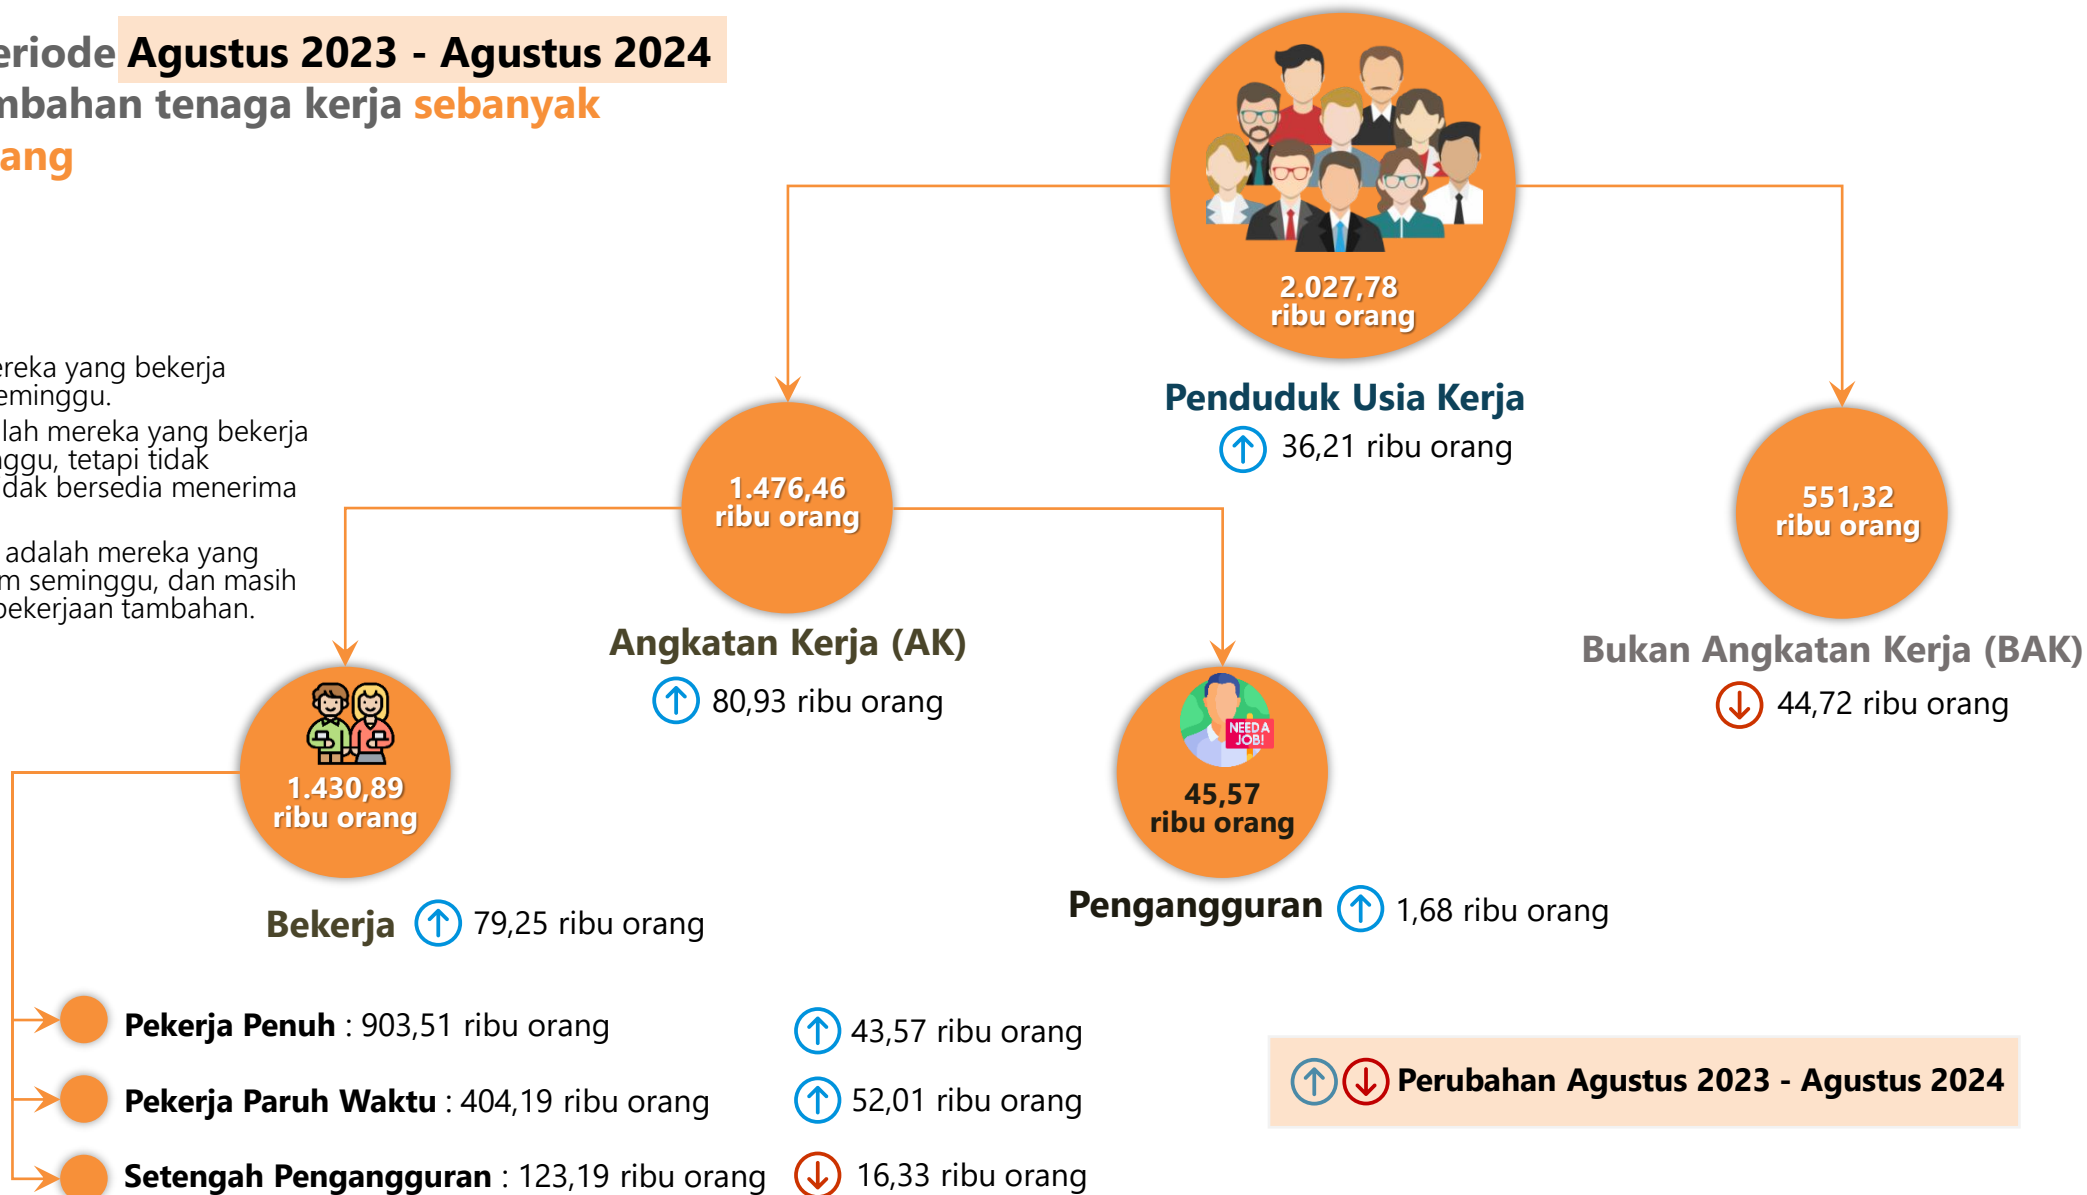 eriode Agustus 2023 - Agustus 2024
mbahan tenaga kerja sebanyak
ang
ereka yang bekerja
eminggu.
lah mereka yang bekerja
nggu, tetapi tidak
idak bersedia menerima
adalah mereka yang
m seminggu, dan masih
pekerjaan tambahan.
2.027,78
ribu orang
Penduduk Usia Kerja
36,21 ribu orang
1.476,46
ribu orang
Angkatan Kerja (AK)
80,93 ribu orang
551,32
ribu orang
Bukan Angkatan Kerja (BAK)
44,72 ribu orang
1.430,89
ribu orang
Bekerja 79,25 ribu orang
NEED A
JOB!
45,57
ribu orang
Pengangguran 1,68 ribu orang
Pekerja Penuh : 903,51 ribu orang 43,57 ribu orang
Pekerja Paruh Waktu : 404,19 ribu orang 52,01 ribu orang
Setengah Pengangguran : 123,19 ribu orang 16,33 ribu orang
Perubahan Agustus 2023 - Agustus 2024